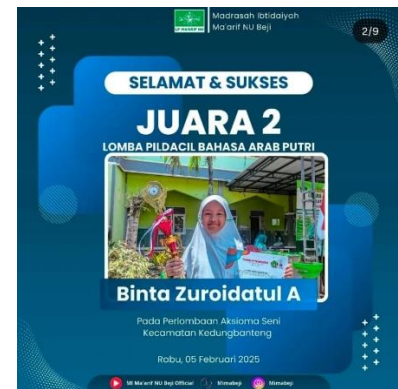 Madrasah Ibtidaiyah
Ma'arif NU Beji
2/9
SELAMAT & SUKSES
JUARA 2
LOMBA PILDACIL BAHASA ARAB PUTRI
Binta Zuroidatul A
Pada Perlombaan Aksioma Seni
Kecamatan Kedungbanteng
Rabu, 05 Februari 2025
MI Ma'arif NU Beji Official
Mimabeji
Mimabeji